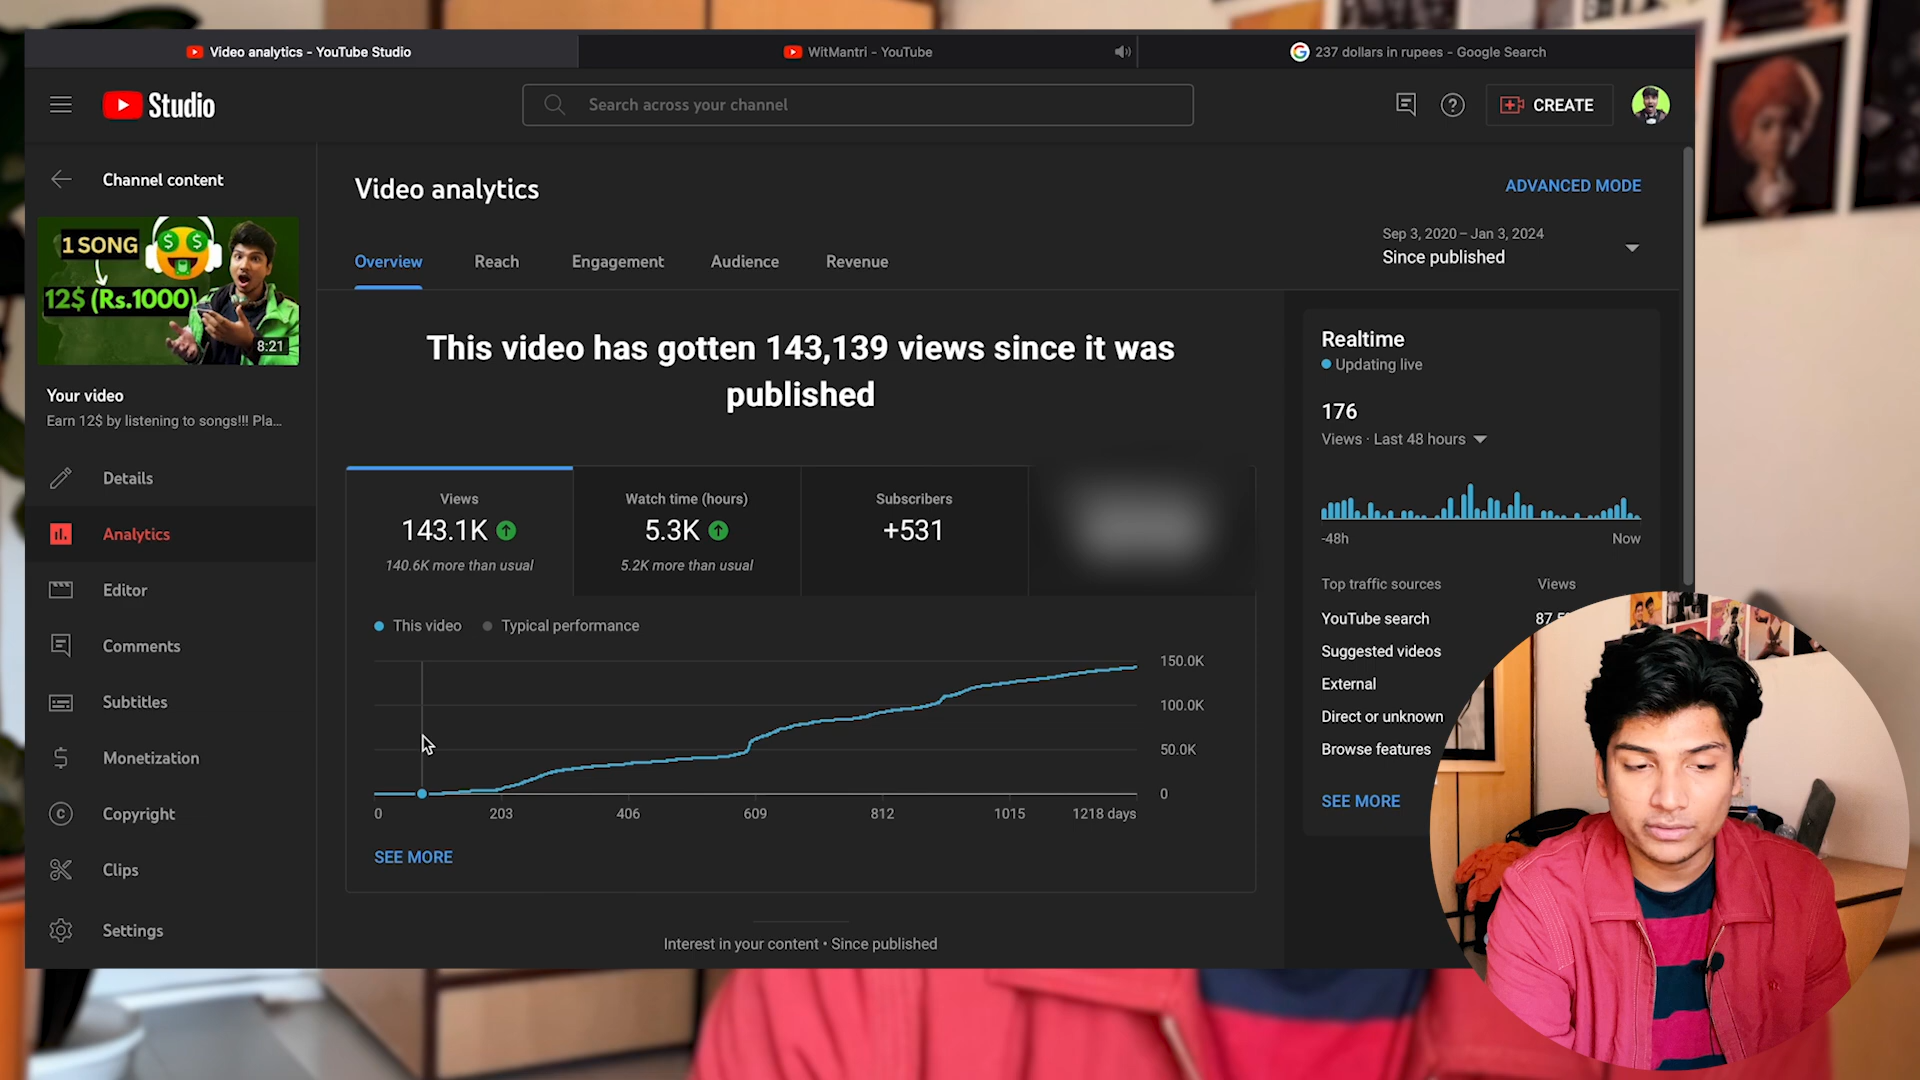 Video analytics - YouTube Studio
WitMantri - YouTube
237 dollars in rupees - Google Search
Studio
Search across your channel
CREATE
Channel content
1 SONG
12$ (Rs.1000)
8:21
Your video
Earn 12$ by listening to songs!!! Pla...
Details
Analytics
Editor
Comments
Subtitles
Monetization
Copyright
Clips
Settings
Video analytics
ADVANCED MODE
Sep 3, 2020 – Jan 3, 2024
Since published
Overview
Reach
Engagement
Audience
Revenue
This video has gotten 143,139 views since it was
published
Views
143.1K
140.6K more than usual
Watch time (hours)
5.3K
5.2K more than usual
Subscribers
+531
This video
Typical performance
150.0K
100.0K
50.0K
0
0
203
406
609
812
1015
1218 days
SEE MORE
Interest in your content • Since published
Realtime
Updating live
176
Views · Last 48 hours
-48h
Now
Top traffic sources
Views
YouTube search
Suggested videos
External
Direct or unknown
Browse features
SEE MORE